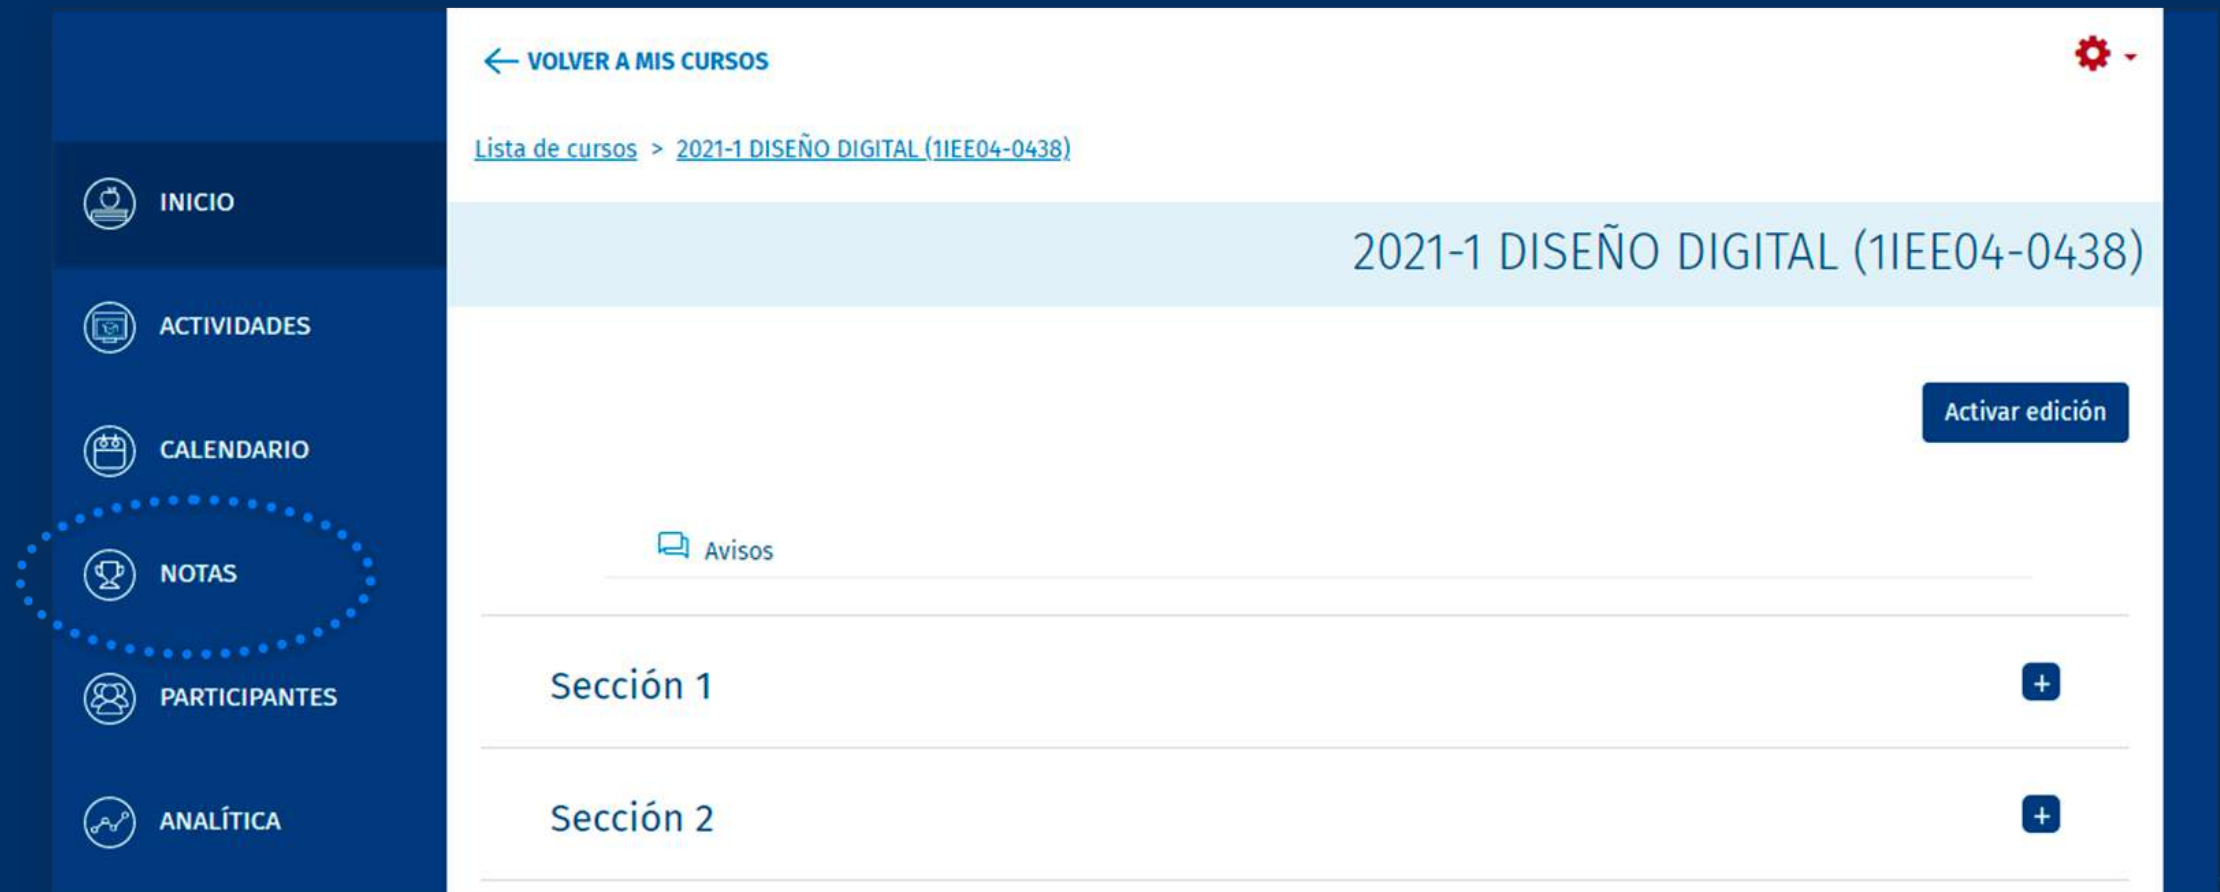 VOLVER A MIS CURSOS
Lista de cursos > 2021-1 DISEÑO DIGITAL (1IEE04-0438)
2021-1 DISEÑO DIGITAL (1IEE04-0438)
INICIO
ACTIVIDADES
CALENDARIO
NOTAS
PARTICIPANTES
ANALÍTICA
Activar edición
Avisos
Sección 1
Sección 2